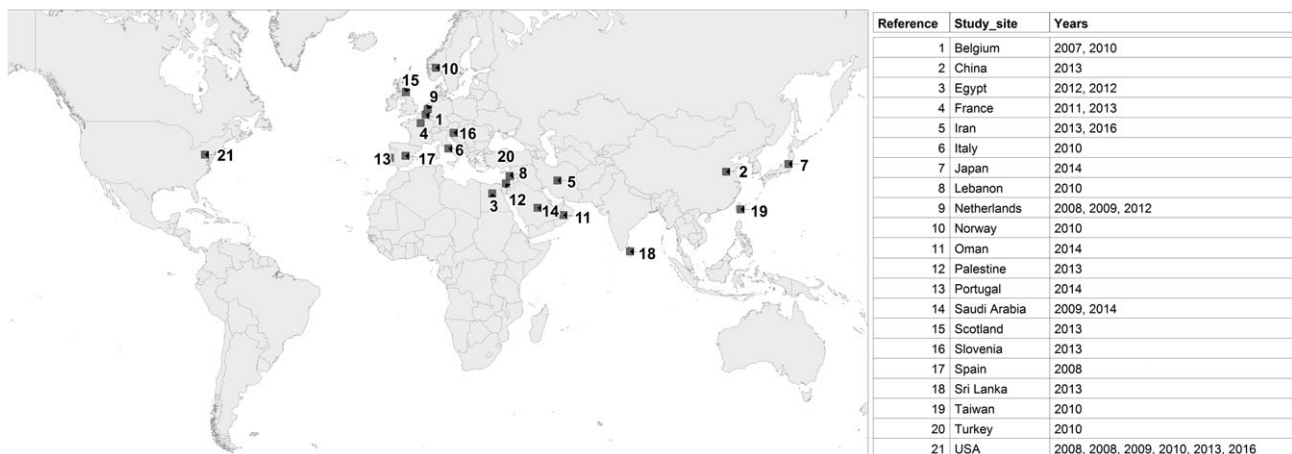 10
15
9
1
4
16
6
13
17
20
8
12
3
14
11
5
21
2
7
19
18
Reference Study_site Years
1 Belgium 2007, 2010
2 China 2013
3 Egypt 2012, 2012
4 France 2011, 2013
5 Iran 2013, 2016
6 Italy 2010
7 Japan 2014
8 Lebanon 2010
9 Netherlands 2008, 2009, 2012
10 Norway 2010
11 Oman 2014
12 Palestine 2013
13 Portugal 2014
14 Saudi Arabia 2009, 2014
15 Scotland 2013
16 Slovenia 2013
17 Spain 2008
18 Sri Lanka 2013
19 Taiwan 2010
20 Turkey 2010
21 USA 2008, 2008, 2009, 2010, 2013, 2016